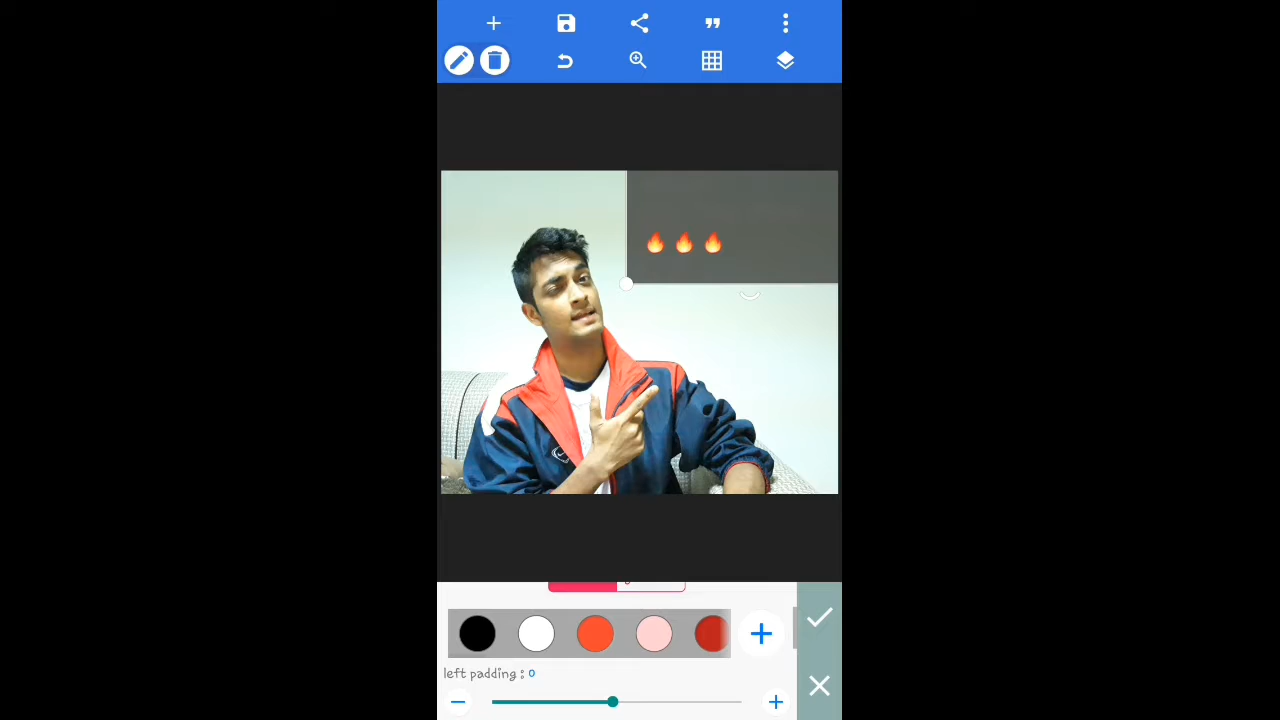 🔥 🔥 🔥
left padding : 0